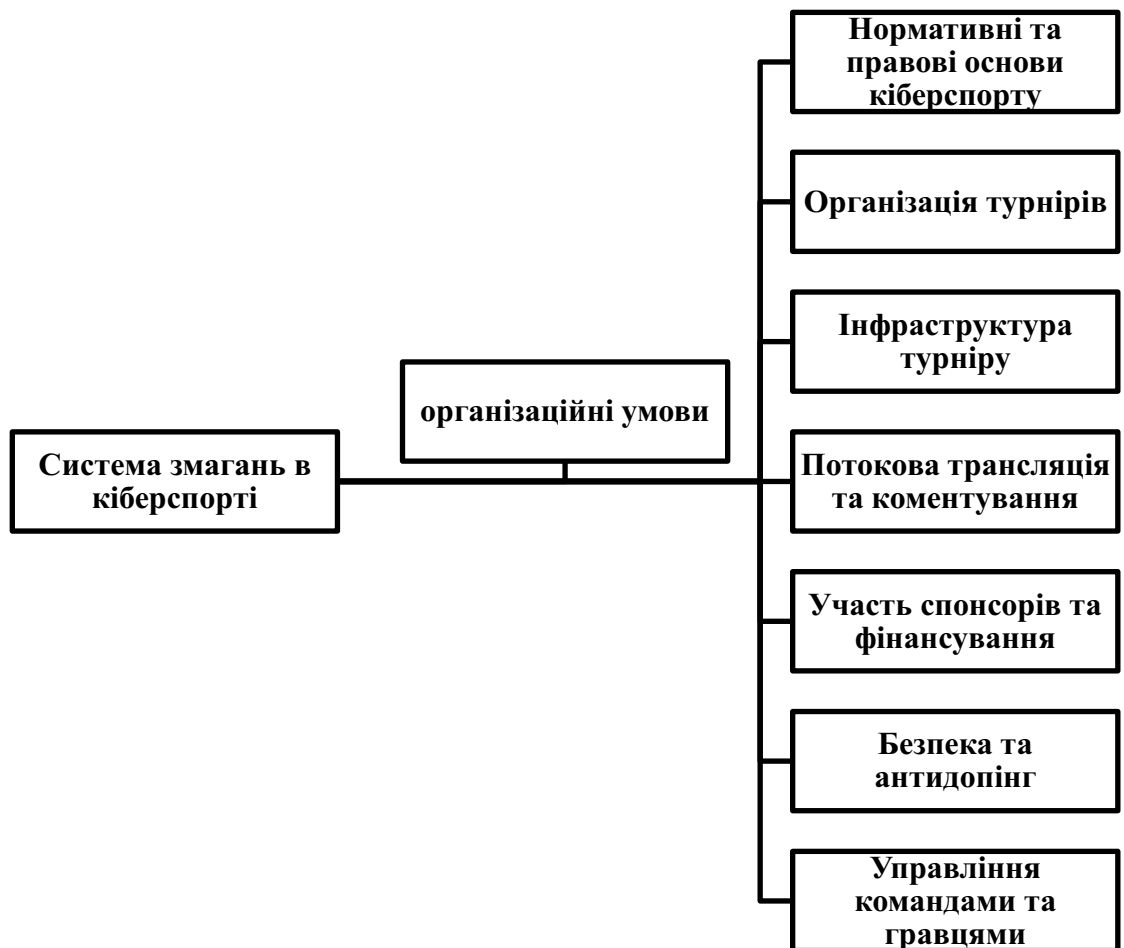 Нормативні та
правові основи
кіберспорту
Організація турнірів
Інфраструктура
турніру
організаційні умови
Система змагань в
кіберспорті
Потокова трансляція
та коментування
Участь спонсорів та
фінансування
Безпека та
антидопінг
Управління
командами та
гравцями